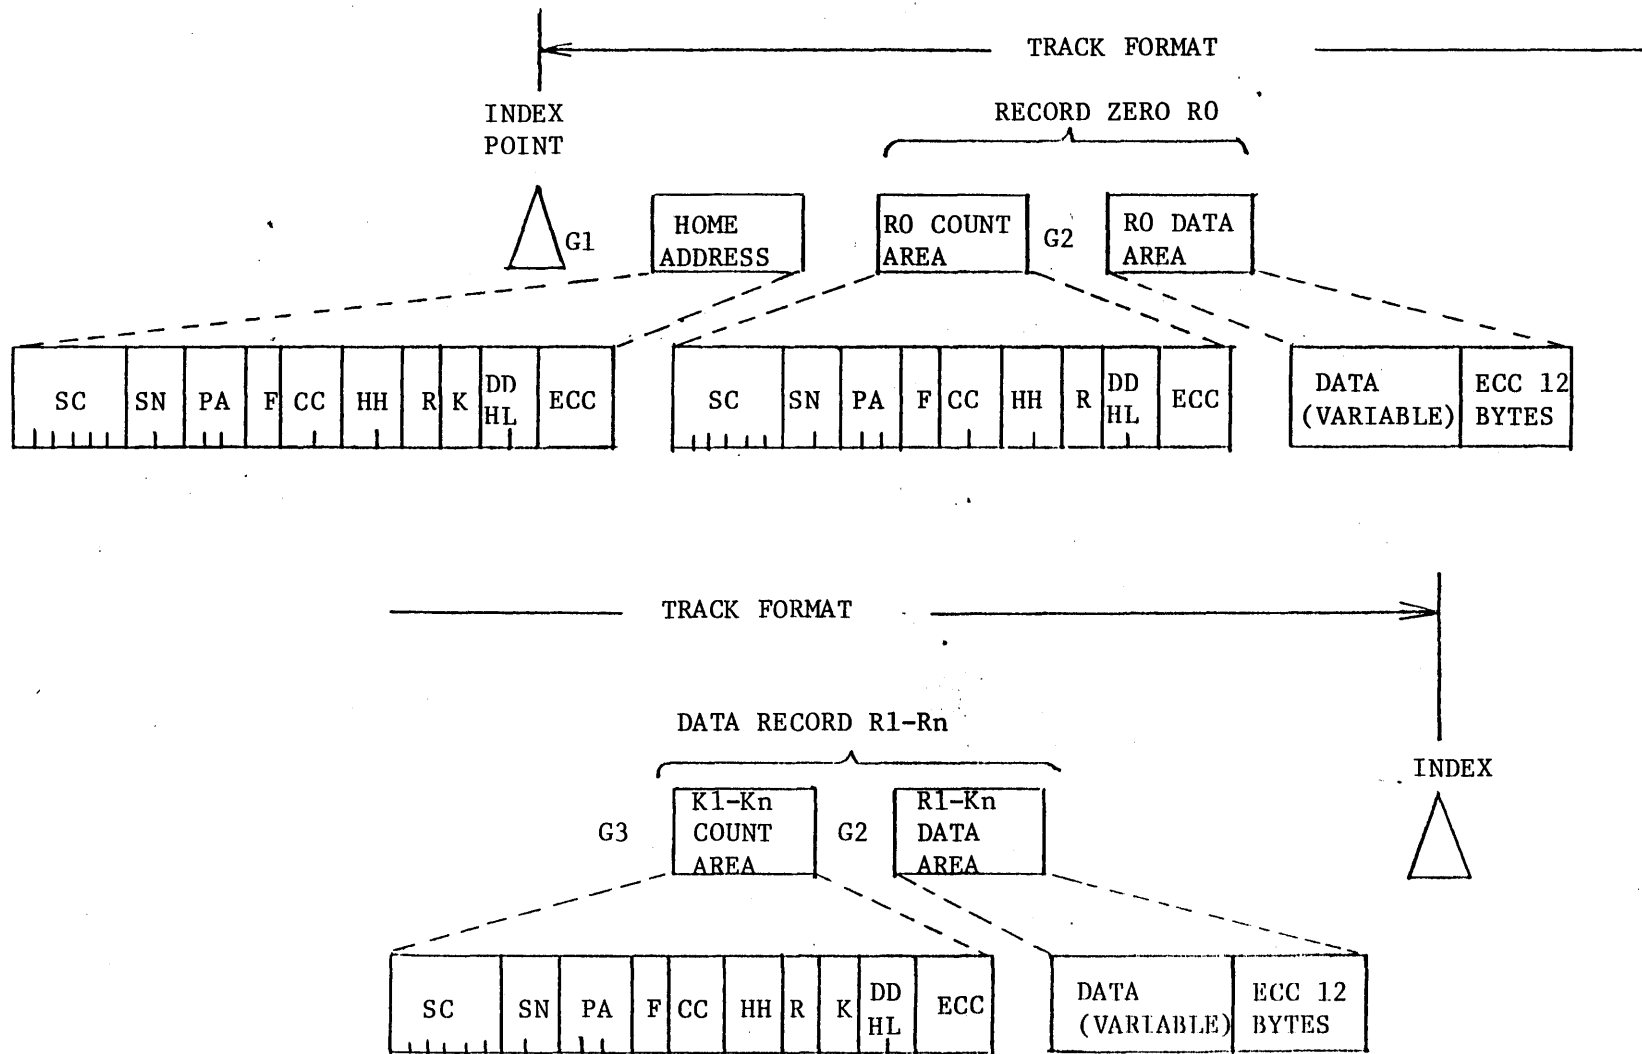 TRACK FORMAT
INDEX
POINT
RECORD ZERO R0
G1
HOME
ADDRESS
R0 COUNT
AREA
G2
R0 DATA
AREA
SC SN PA F CC HH R K DD HL ECC
SC SN PA F CC HH R DD HL ECC
DATA
(VARIABLE)
ECC 12
BYTES
TRACK FORMAT
DATA RECORD R1-Rn
INDEX
G3
K1-Kn
COUNT
AREA
G2
R1-Kn
DATA
AREA
SC SN PA F CC HH R K DD HL ECC
DATA
(VARIABLE)
ECC 12
BYTES